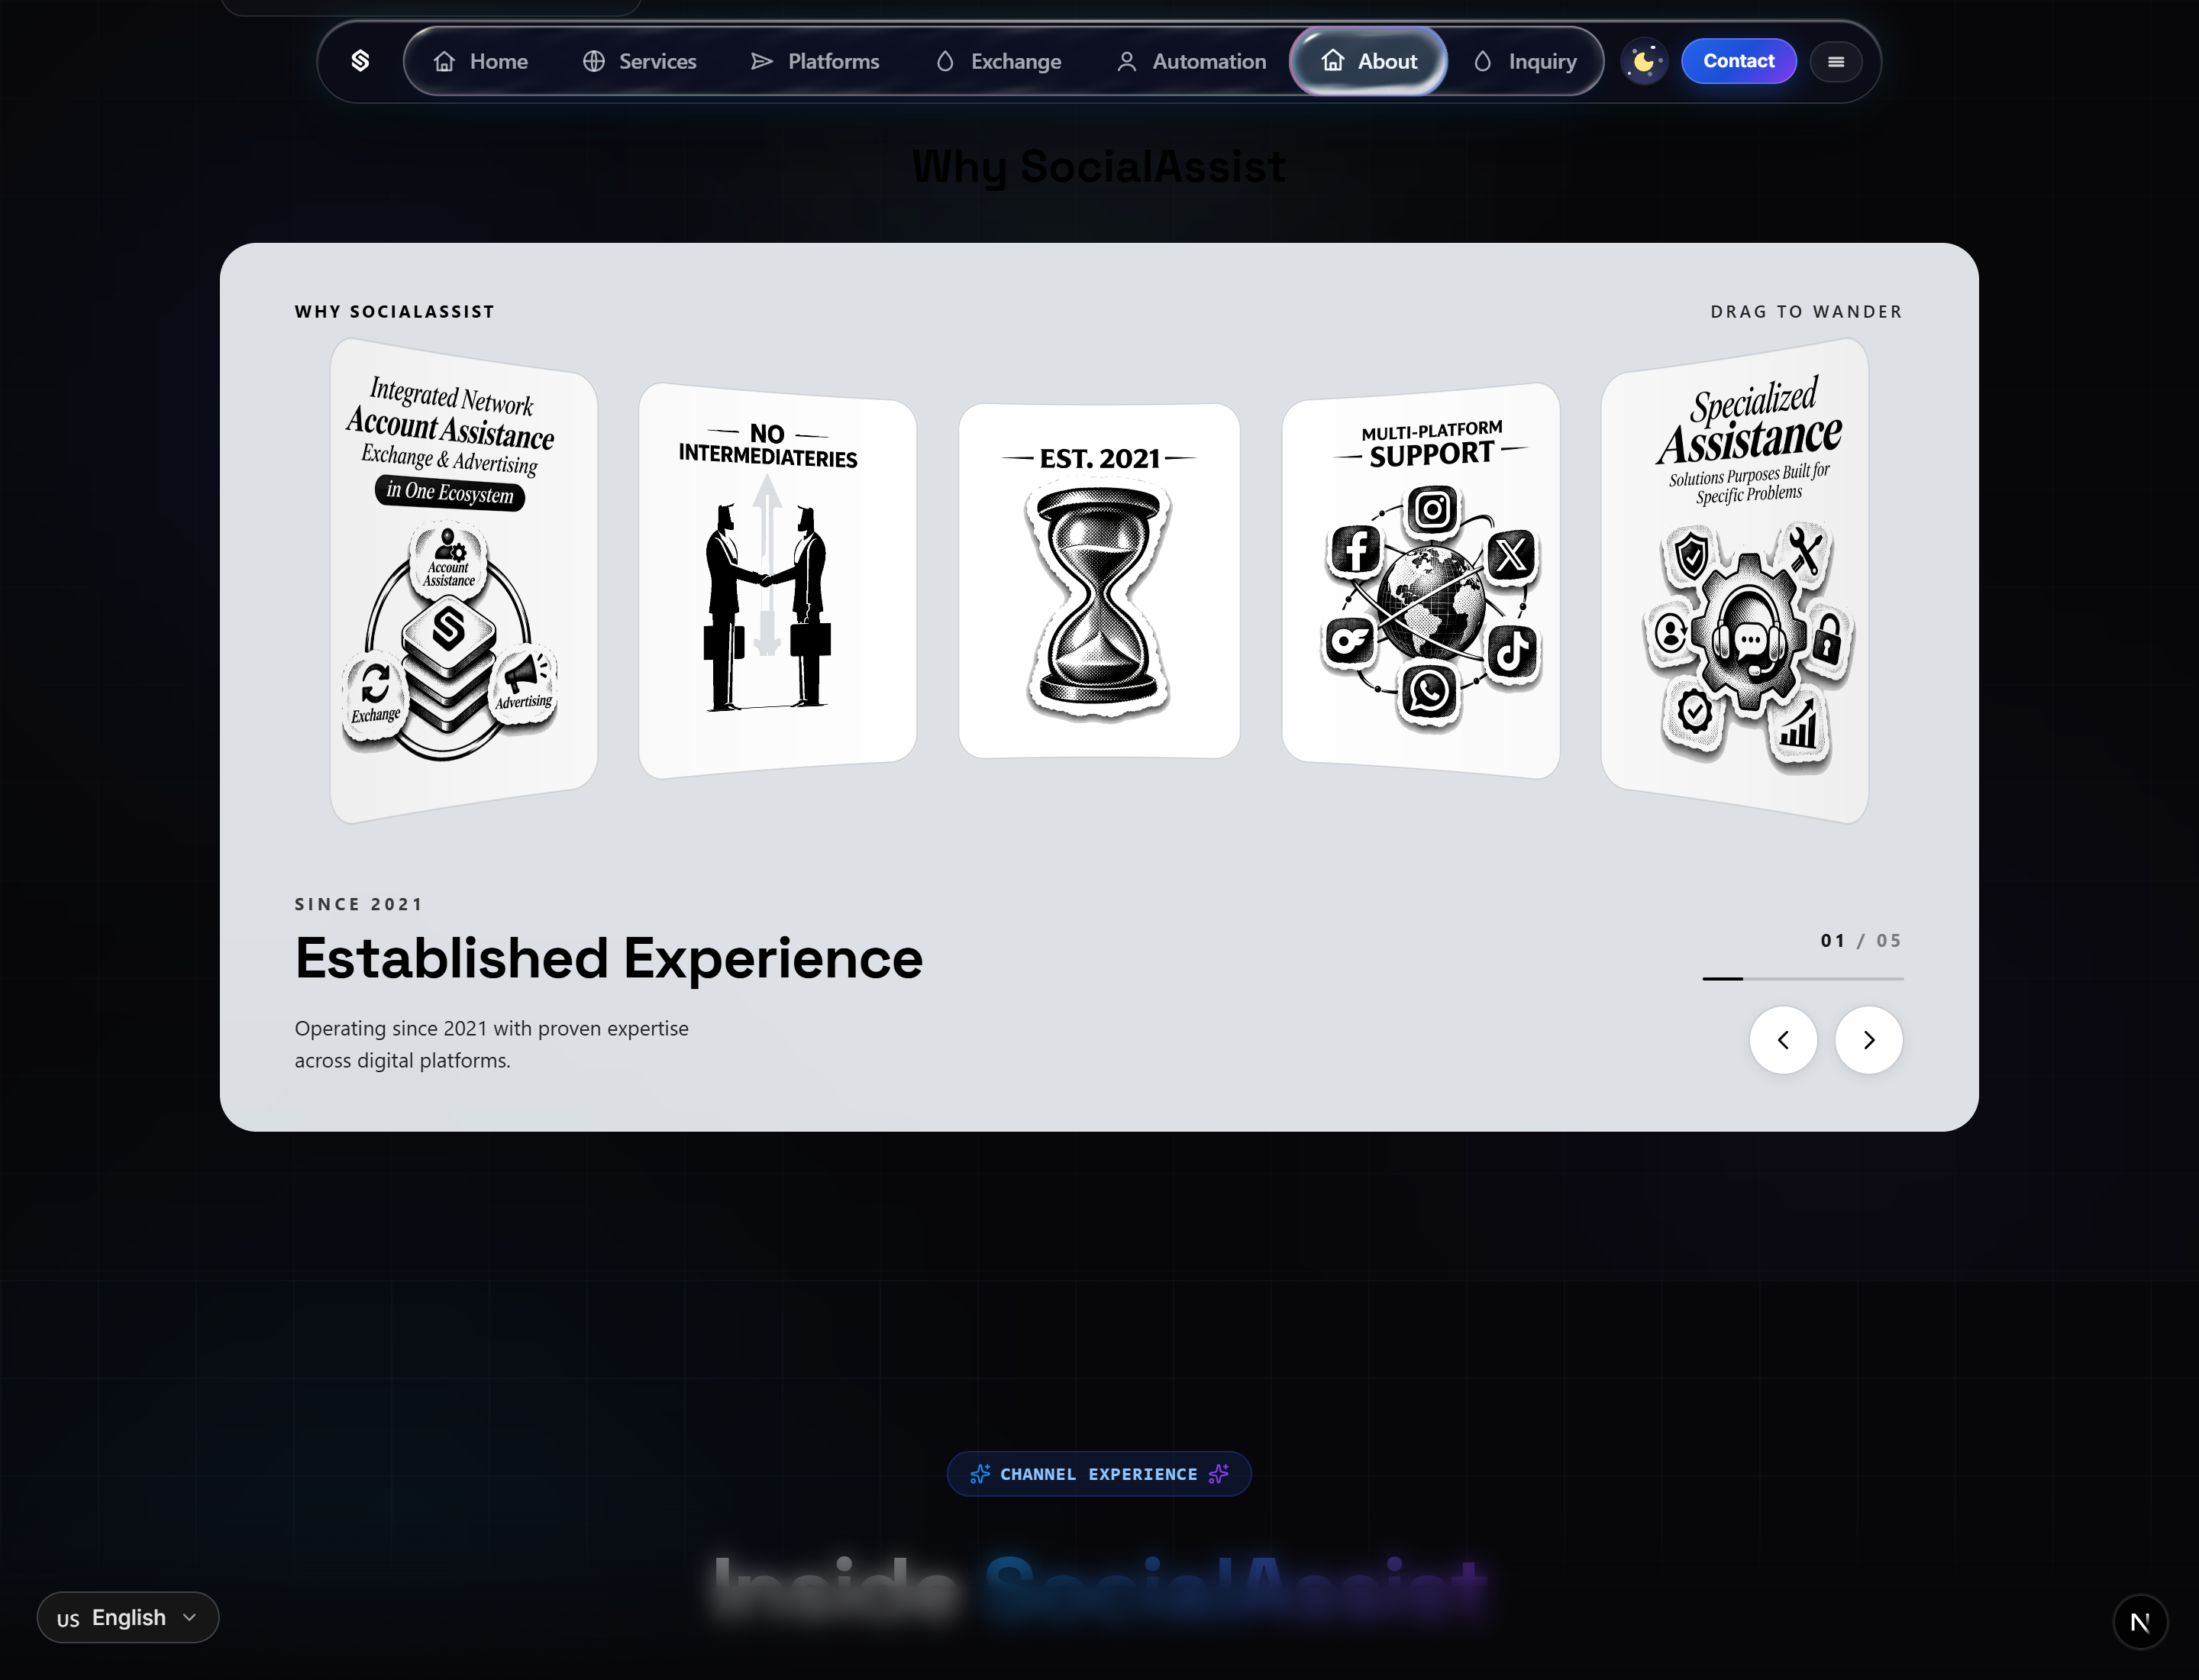 Home
Services
Platforms
Exchange
Automation
About
Inquiry
Contact
Why SocialAssist
WHY SOCIALASSIST
DRAG TO WANDER
Integrated Network
Account Assistance
Exchange & Advertising
in One Ecosystem
Account
Assistance
Exchange
Advertising
NO
INTERMEDIATERIES
EST. 2021
MULTI-PLATFORM
SUPPORT
Specialized
Assistance
Solutions Purposes Built for
Specific Problems
SINCE 2021
Established Experience
Operating since 2021 with proven expertise
across digital platforms.
01 / 05
CHANNEL EXPERIENCE
Inside SocialAssist
US English
N